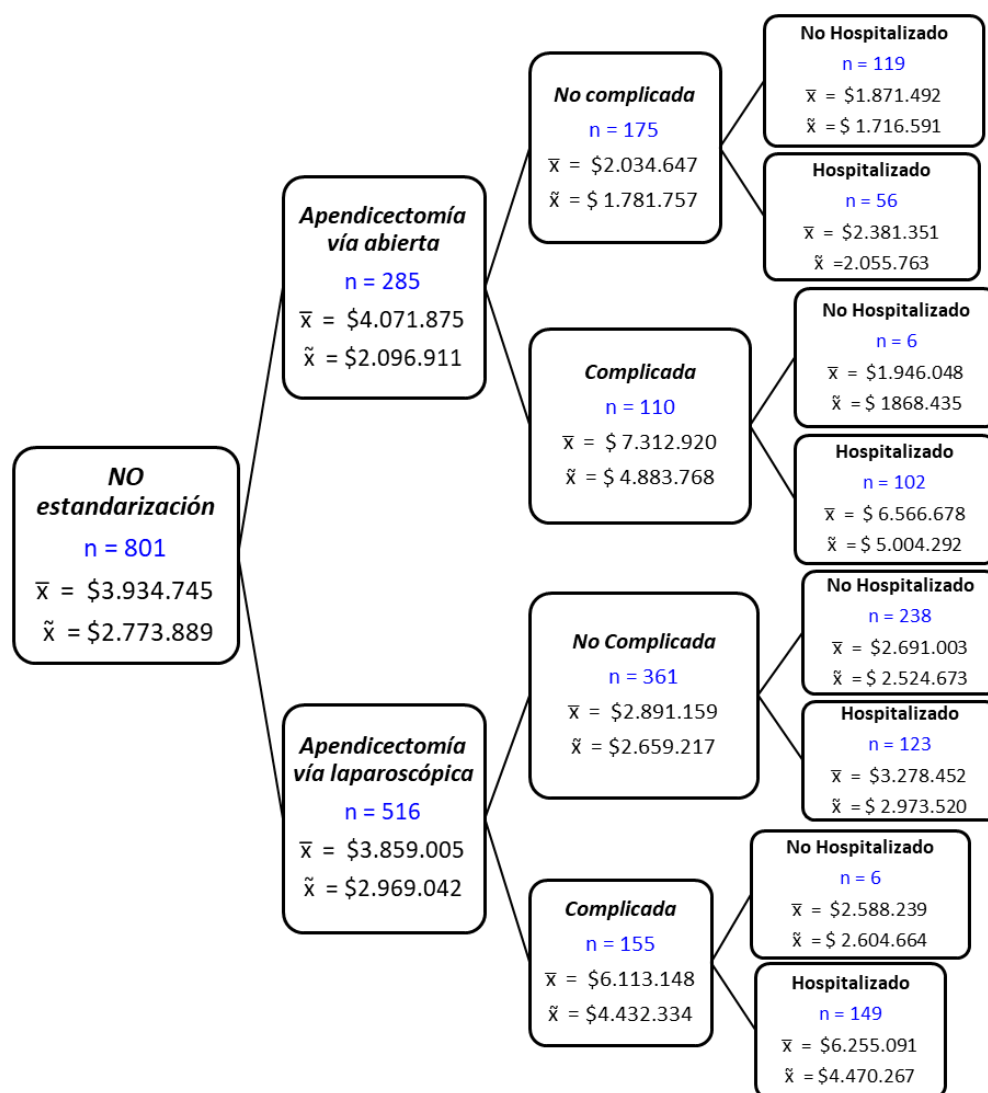 NO
estandarización
n = 801
x̅ = $3.934.745
x̃ = $2.773.889
Apendicectomía
vía abierta
n = 285
x̅ = $4.071.875
x̃ = $2.096.911
No complicada
n = 175
x̅ = $2.034.647
x̃ = $ 1.781.757
No Hospitalizado
n = 119
x̅ = $1.871.492
x̃ = $ 1.716.591
Hospitalizado
n = 56
x̅ = $2.381.351
x̃ =2.055.763
Complicada
n = 110
x̅ = $ 7.312.920
x̃ = $ 4.883.768
No Hospitalizado
n = 6
x̅ = $1.946.048
x̃ = $ 1868.435
Hospitalizado
n = 102
x̅ = $ 6.566.678
x̃ = $ 5.004.292
Apendicectomía
vía laparoscópica
n = 516
x̅ = $3.859.005
x̃ = $2.969.042
No Complicada
n = 361
x̅ = $2.891.159
x̃ = $2.659.217
No Hospitalizado
n = 238
x̅ = $2.691.003
x̃ = $ 2.524.673
Hospitalizado
n = 123
x̅ = $3.278.452
x̃ = $ 2.973.520
Complicada
n = 155
x̅ = $6.113.148
x̃ = $4.432.334
No Hospitalizado
n = 6
x̅ = $2.588.239
x̃ = $ 2.604.664
Hospitalizado
n = 149
x̅ = $6.255.091
x̃ = $4.470.267